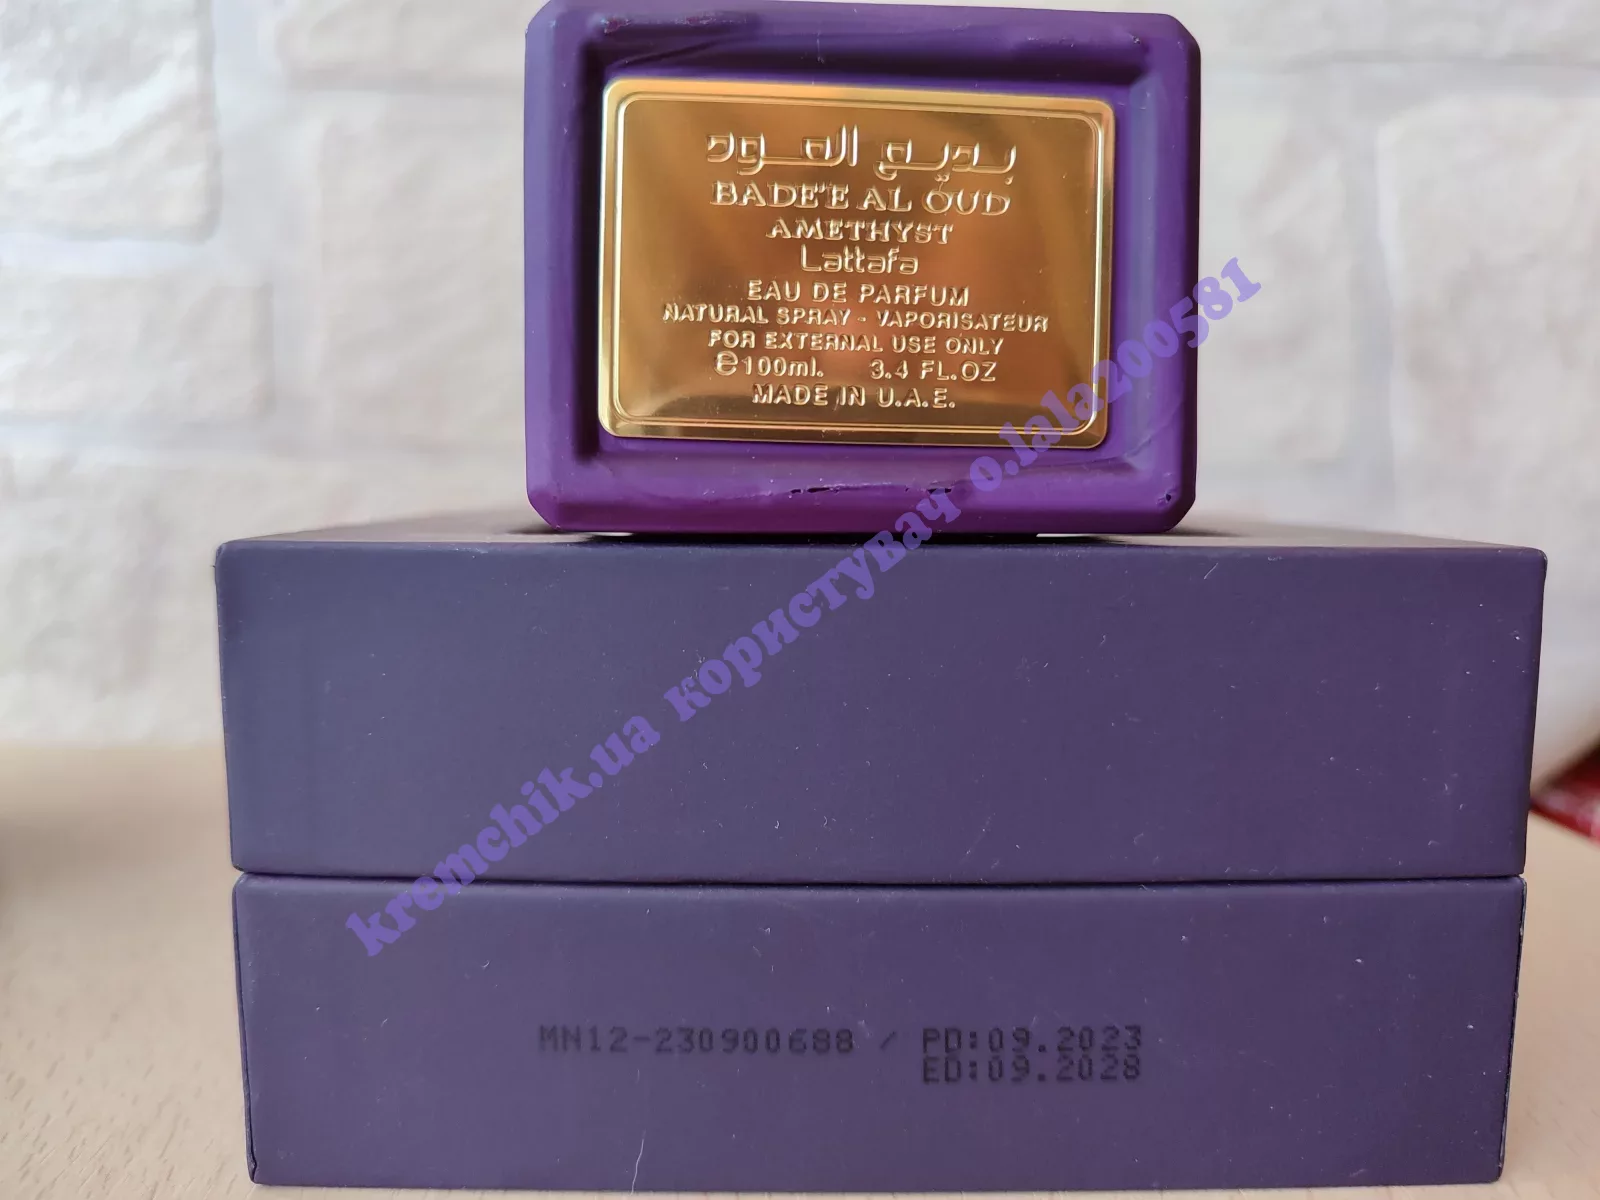 بديع العود
BADE'E AL OUD
AMETHYST
Lattafa
EAU DE PARFUM
NATURAL SPRAY - VAPORISATEUR
FOR EXTERNAL USE ONLY
℮100ml. 3.4 FL.OZ
MADE IN U.A.E.
kremchik.ua користувач o.lala200581
MN12-230900688 / PD:09.2023
ED:09.2028